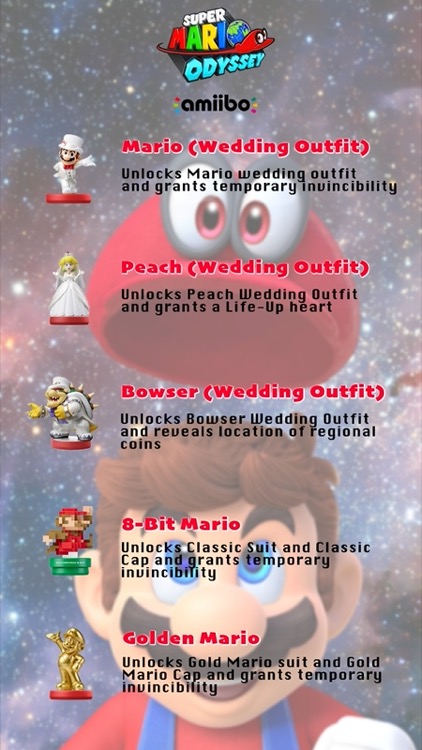 SUPER
MARIO
ODYSSEY
amiibo
Mario (Wedding Outfit)
Unlocks Mario wedding outfit
and grants temporary invincibility
Peach (Wedding Outfit)
Unlocks Peach Wedding Outfit
and grants a Life-Up heart
Bowser (Wedding Outfit)
Unlocks Bowser Wedding Outfit
and reveals location of regional
coins
8-Bit Mario
Unlocks Classic Suit and Classic
Cap and grants temporary
invincibility
Golden Mario
Unlocks Gold Mario suit and Gold
Mario Cap and grants temporary
invincibility